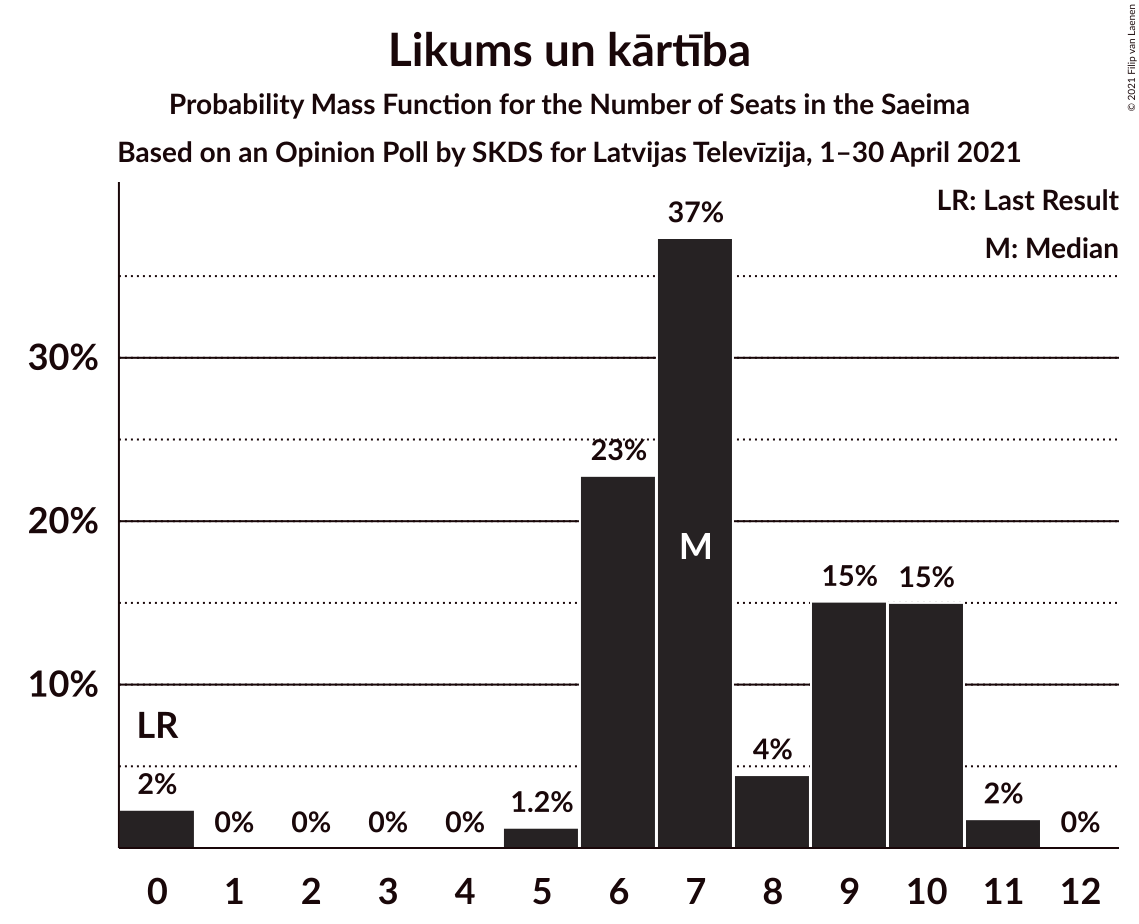 Likums un kārtība
Probability Mass Function for the Number of Seats in the Saeima
Based on an Opinion Poll by SKDS for Latvijas Televīzija, 1–30 April 2021
© 2021 Filip van Laenen
LR: Last Result
M: Median
37%
30%
23%
20%
M
15%
15%
10%
LR
4%
2%
2%
1.2%
0%
0%
0%
0%
0%
0 1 2 3 4 5 6 7 8 9 10 11 12